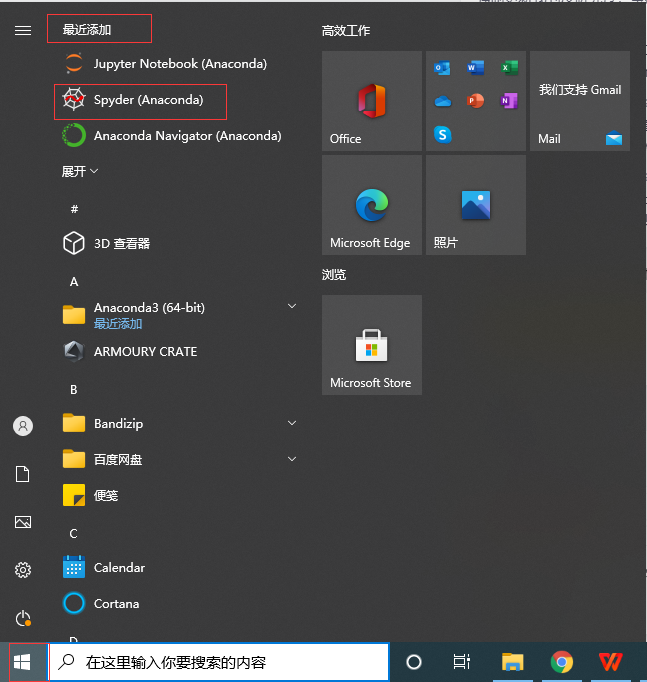 最近添加
Jupyter Notebook (Anaconda)
Spyder (Anaconda)
Anaconda Navigator (Anaconda)
展开
#
3D 查看器
A
Anaconda3 (64-bit)
最近添加
ARMOURY CRATE
B
Bandizip
百度网盘
便笺
C
Calendar
Cortana
高效工作
Office
我们支持 Gmail
Mail
Microsoft Edge
照片
浏览
Microsoft Store
在这里输入你要搜索的内容